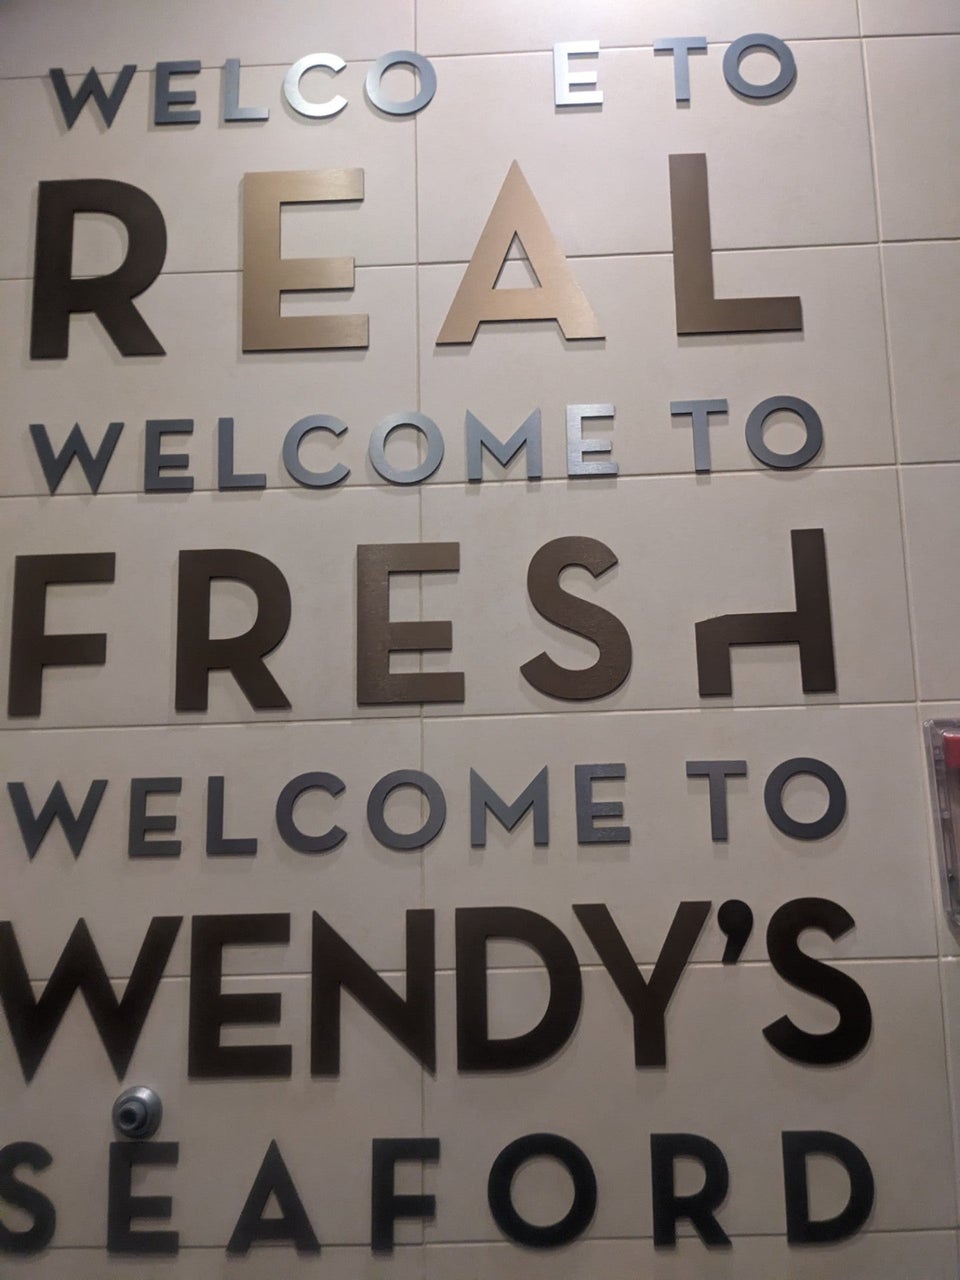 WELCO E TO
REAL
WELCOME TO
FRESH
WELCOME TO
WENDY'S
SEAFORD